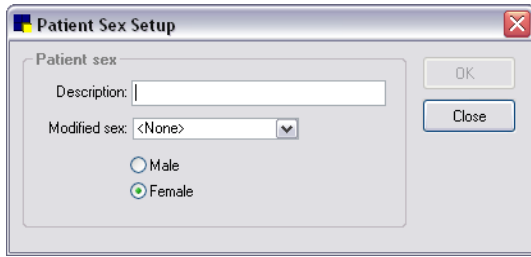 Patient Sex Setup
Patient sex
Description:
Modified sex: <None>
Male
Female
OK
Close